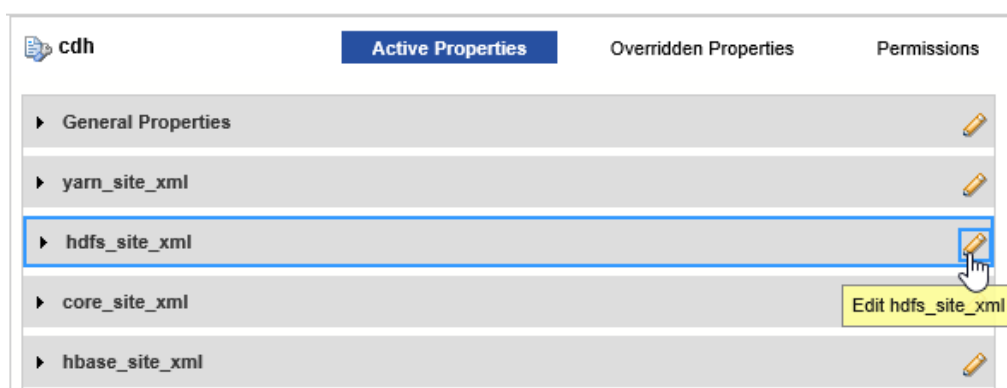 cdh Active Properties Overridden Properties Permissions
General Properties
yarn_site_xml
hdfs_site_xml
core_site_xml
Edit hdfs_site_xml
hbase_site_xml